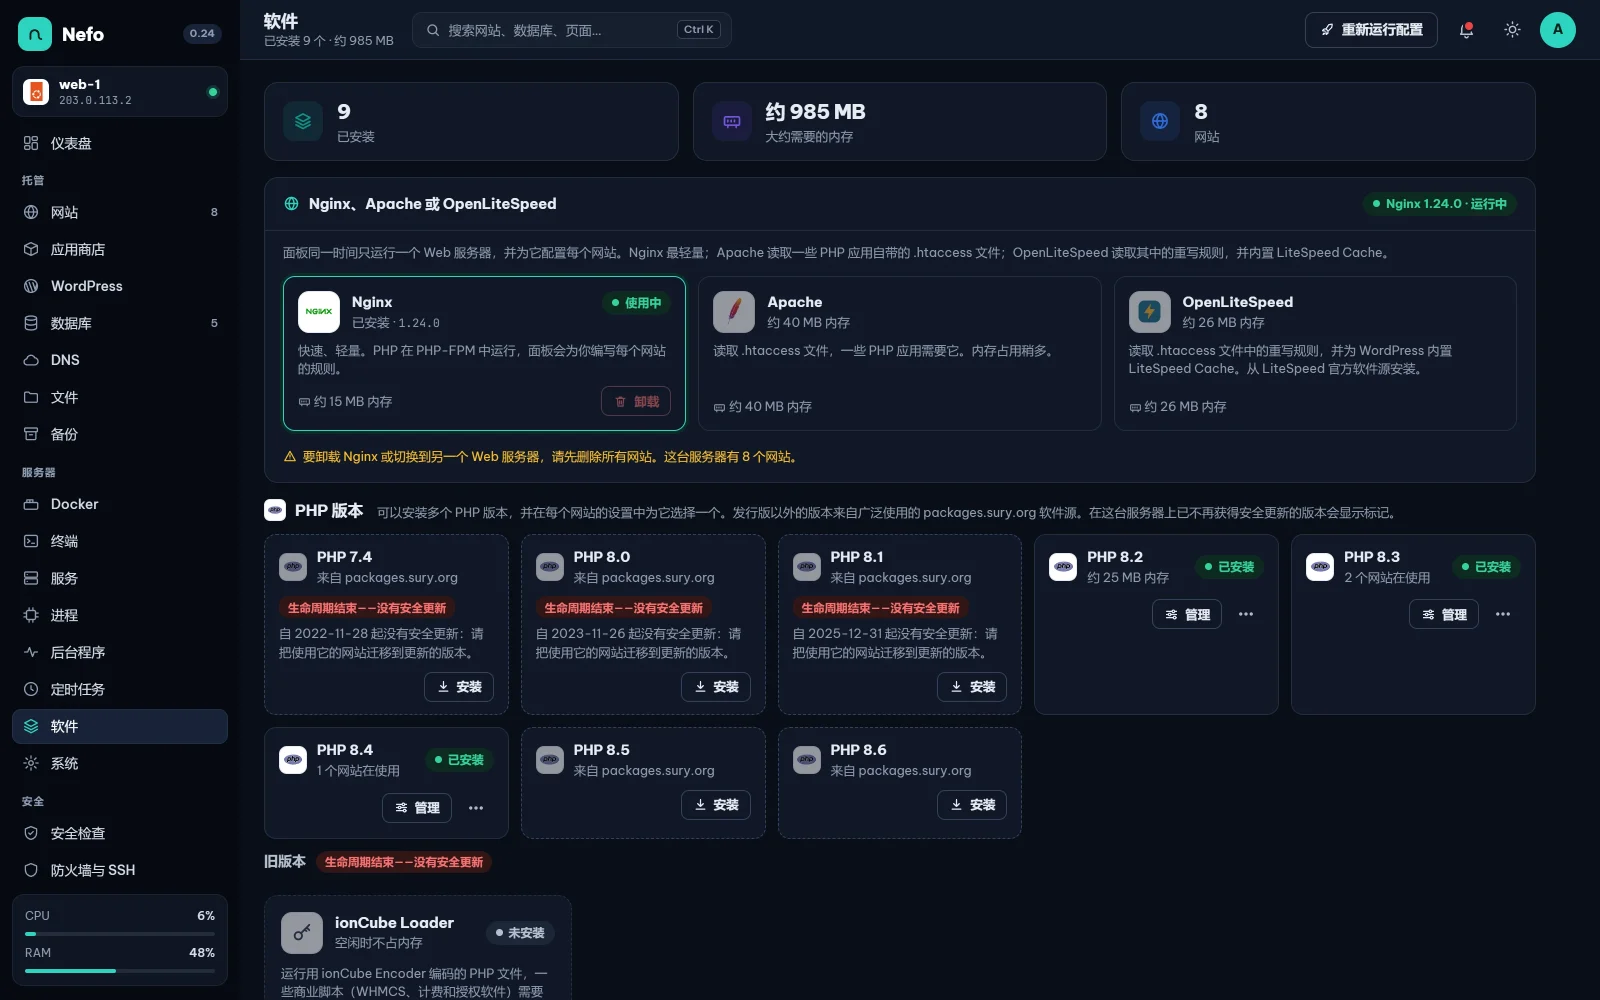 Nefo
0.24
web-1
203.0.113.2
仪表盘
托管
网站 8
应用商店
WordPress
数据库 5
DNS
文件
备份
服务器
Docker
终端
服务
进程
后台程序
定时任务
软件
系统
安全
安全检查
防火墙与 SSH
CPU 6%
RAM 48%
软件
已安装 9 个 · 约 985 MB
搜索网站、数据库、页面... Ctrl K
重新运行配置
A
9
已安装
约 985 MB
大约需要的内存
8
网站
Nginx、Apache 或 OpenLiteSpeed
Nginx 1.24.0 · 运行中
面板同一时间只运行一个 Web 服务器，并为它配置每个网站。Nginx 最轻量；Apache 读取一些 PHP 应用自带的 .htaccess 文件；OpenLiteSpeed 读取其中的重写规则，并内置 LiteSpeed Cache。
NGINX
Nginx
使用中
已安装 · 1.24.0
快速、轻量。PHP 在 PHP-FPM 中运行，面板会为你编写每个网站
的规则。
约 15 MB 内存
卸载
Apache
约 40 MB 内存
读取 .htaccess 文件，一些 PHP 应用需要它。内存占用稍多。
约 40 MB 内存
OpenLiteSpeed
约 26 MB 内存
读取 .htaccess 文件中的重写规则，并为 WordPress 内置
LiteSpeed Cache。从 LiteSpeed 官方软件源安装。
约 26 MB 内存
要卸载 Nginx 或切换到另一个 Web 服务器，请先删除所有网站。这台服务器有 8 个网站。
php
PHP 版本
可以安装多个 PHP 版本，并在每个网站的设置中为它选择一个。发行版以外的版本来自广泛使用的 packages.sury.org 软件源。在这台服务器上已不再获得安全更新的版本会显示标记。
php
PHP 7.4
来自 packages.sury.org
生命周期结束——没有安全更新
自 2022-11-28 起没有安全更新：请
把使用它的网站迁移到更新的版本。
安装
php
PHP 8.0
来自 packages.sury.org
生命周期结束——没有安全更新
自 2023-11-26 起没有安全更新：请
把使用它的网站迁移到更新的版本。
安装
php
PHP 8.1
来自 packages.sury.org
生命周期结束——没有安全更新
自 2025-12-31 起没有安全更新：请
把使用它的网站迁移到更新的版本。
安装
php
PHP 8.2
约 25 MB 内存
已安装
管理
php
PHP 8.3
2 个网站在使用
已安装
管理
php
PHP 8.4
1 个网站在使用
已安装
管理
php
PHP 8.5
来自 packages.sury.org
安装
php
PHP 8.6
来自 packages.sury.org
安装
旧版本
生命周期结束——没有安全更新
ionCube Loader
空闲时不占内存
未安装
运行用 ionCube Encoder 编码的 PHP 文件，一
些商业脚本（WHMCS、计费和授权软件）需要